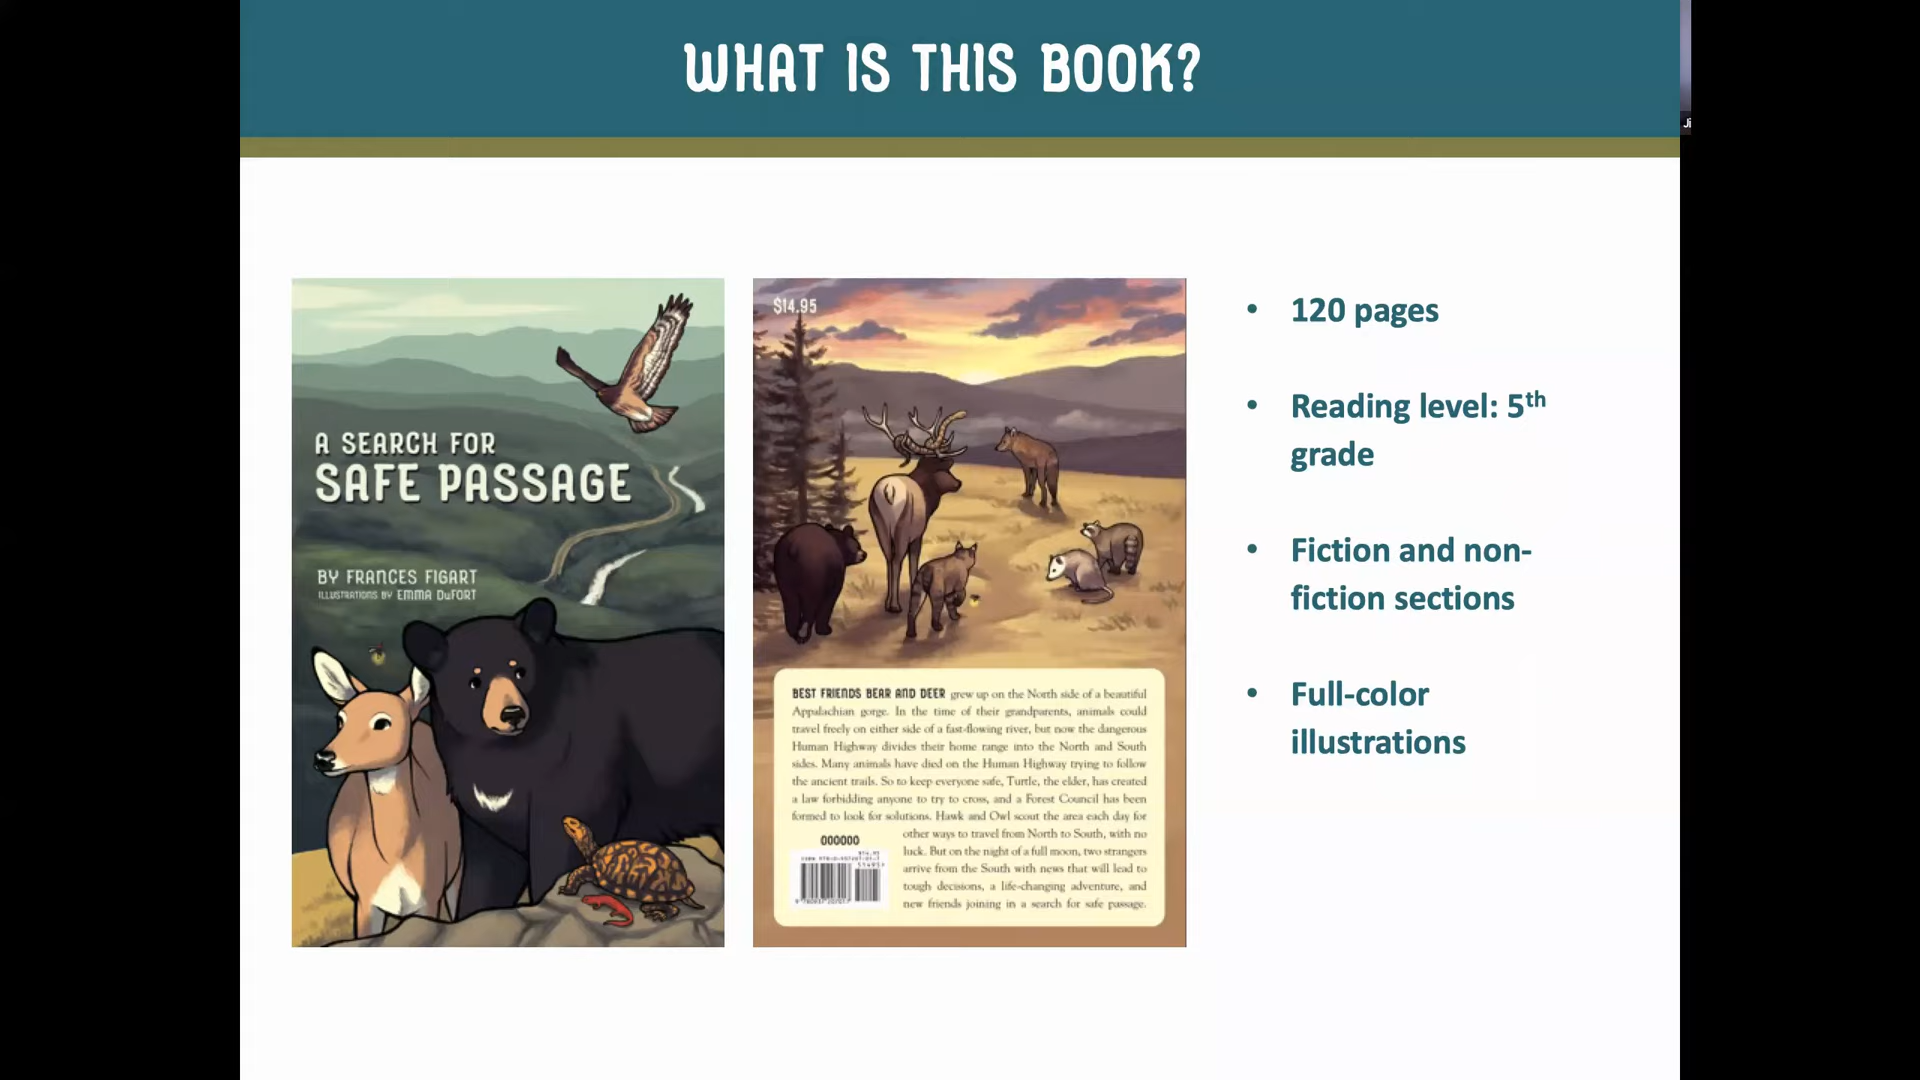 WHAT IS THIS BOOK?
Ji
A SEARCH FOR
SAFE PASSAGE
BY FRANCES FIGART
ILLUSTRATIONS BY EMMA DuFORT
$14.95
BEST FRIENDS BEAR AND DEER grew up on the North side of a beautiful
Appalachian gorge. In the time of their grandparents, animals could
travel freely on either side of a fast-flowing river, but now the dangerous
Human Highway divides their home range into the North and South
sides. Many animals have died on the Human Highway trying to follow
the ancient trails. So to keep everyone safe, Turtle, the elder, has created
a law forbidding anyone to try to cross, and a Forest Council has been
formed to look for solutions. Hawk and Owl scout the area each day for
other ways to travel from North to South, with no
luck. But on the night of a full moon, two strangers
arrive from the South with news that will lead to
tough decisions, a life-changing adventure, and
new friends joining in a search for safe passage.
000000
• 120 pages
• Reading level: 5th
grade
• Fiction and non-
fiction sections
• Full-color
illustrations